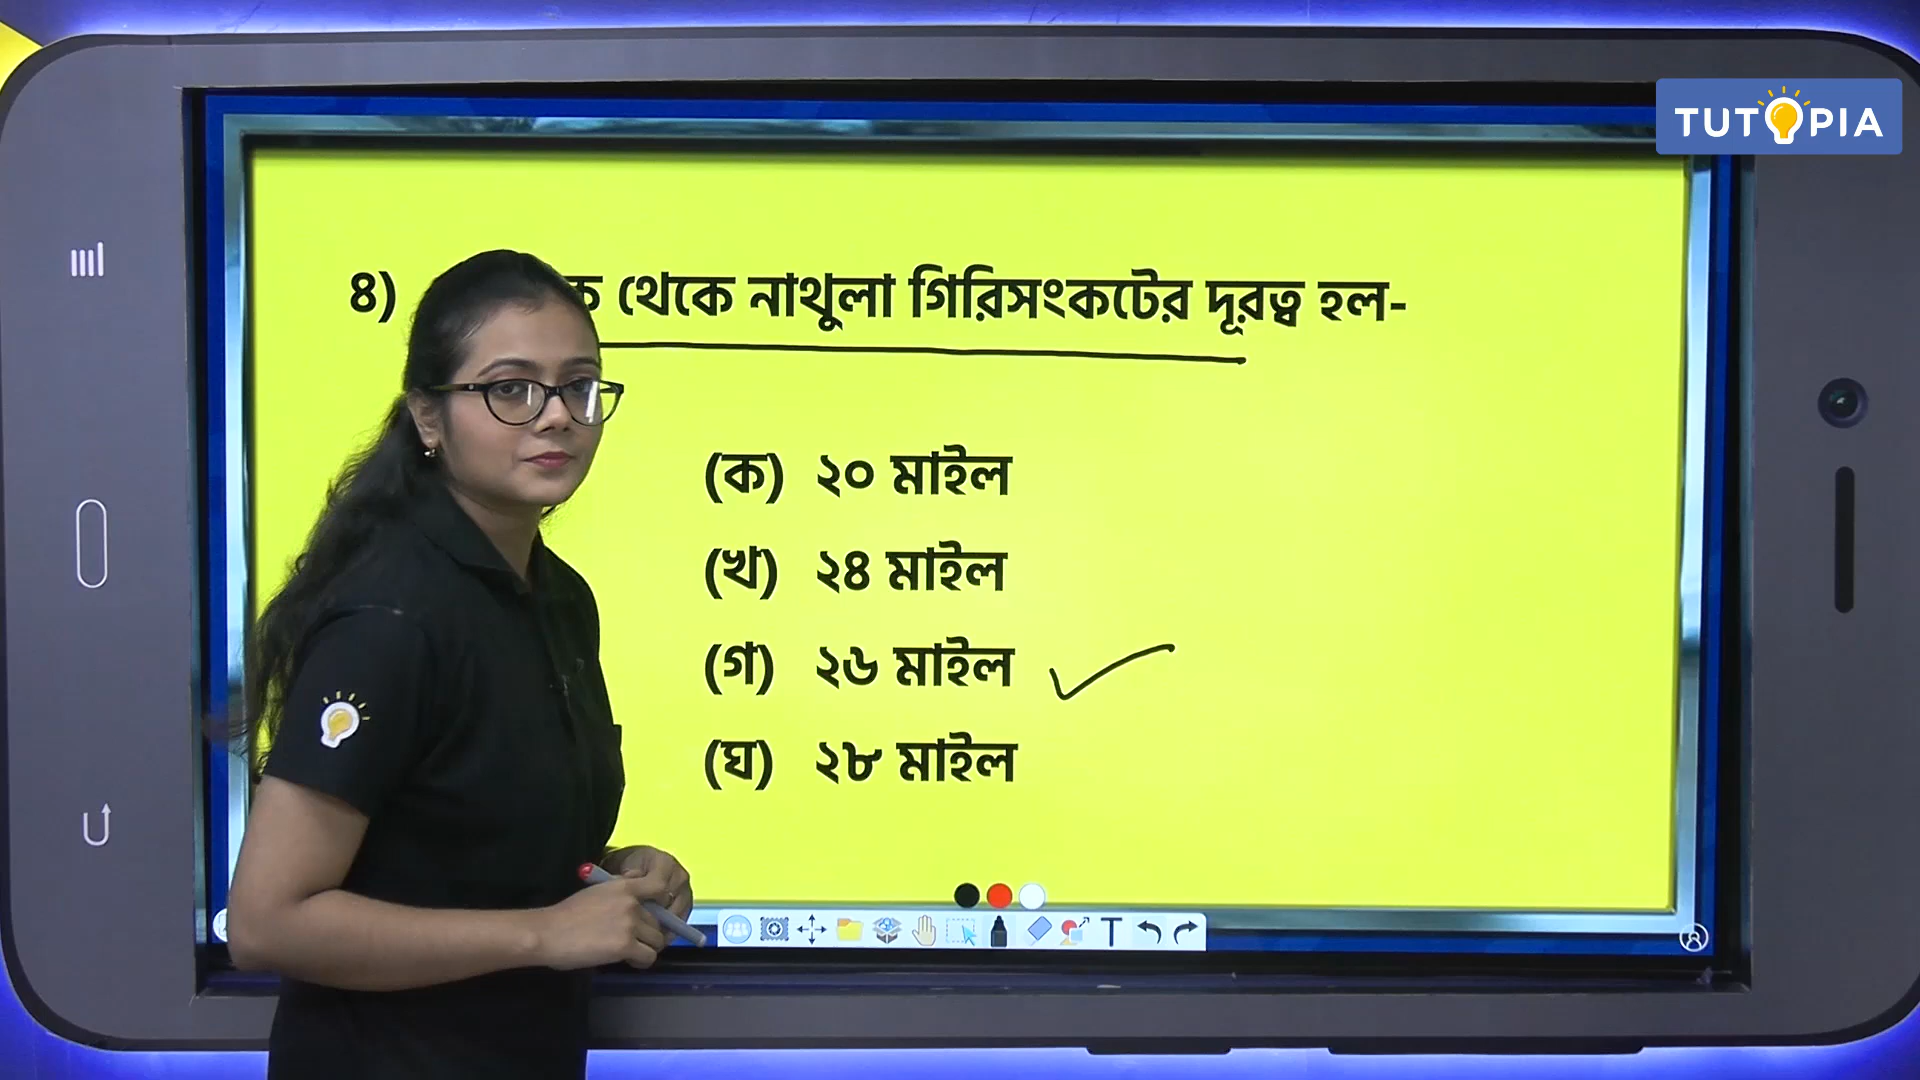 TUTOPIA
৪) ক থেকে নাথুলা গিরিসংকটের দূরত্ব হল-
(ক) ২০ মাইল
(খ) ২৪ মাইল
(গ) ২৬ মাইল
(ঘ) ২৮ মাইল
T